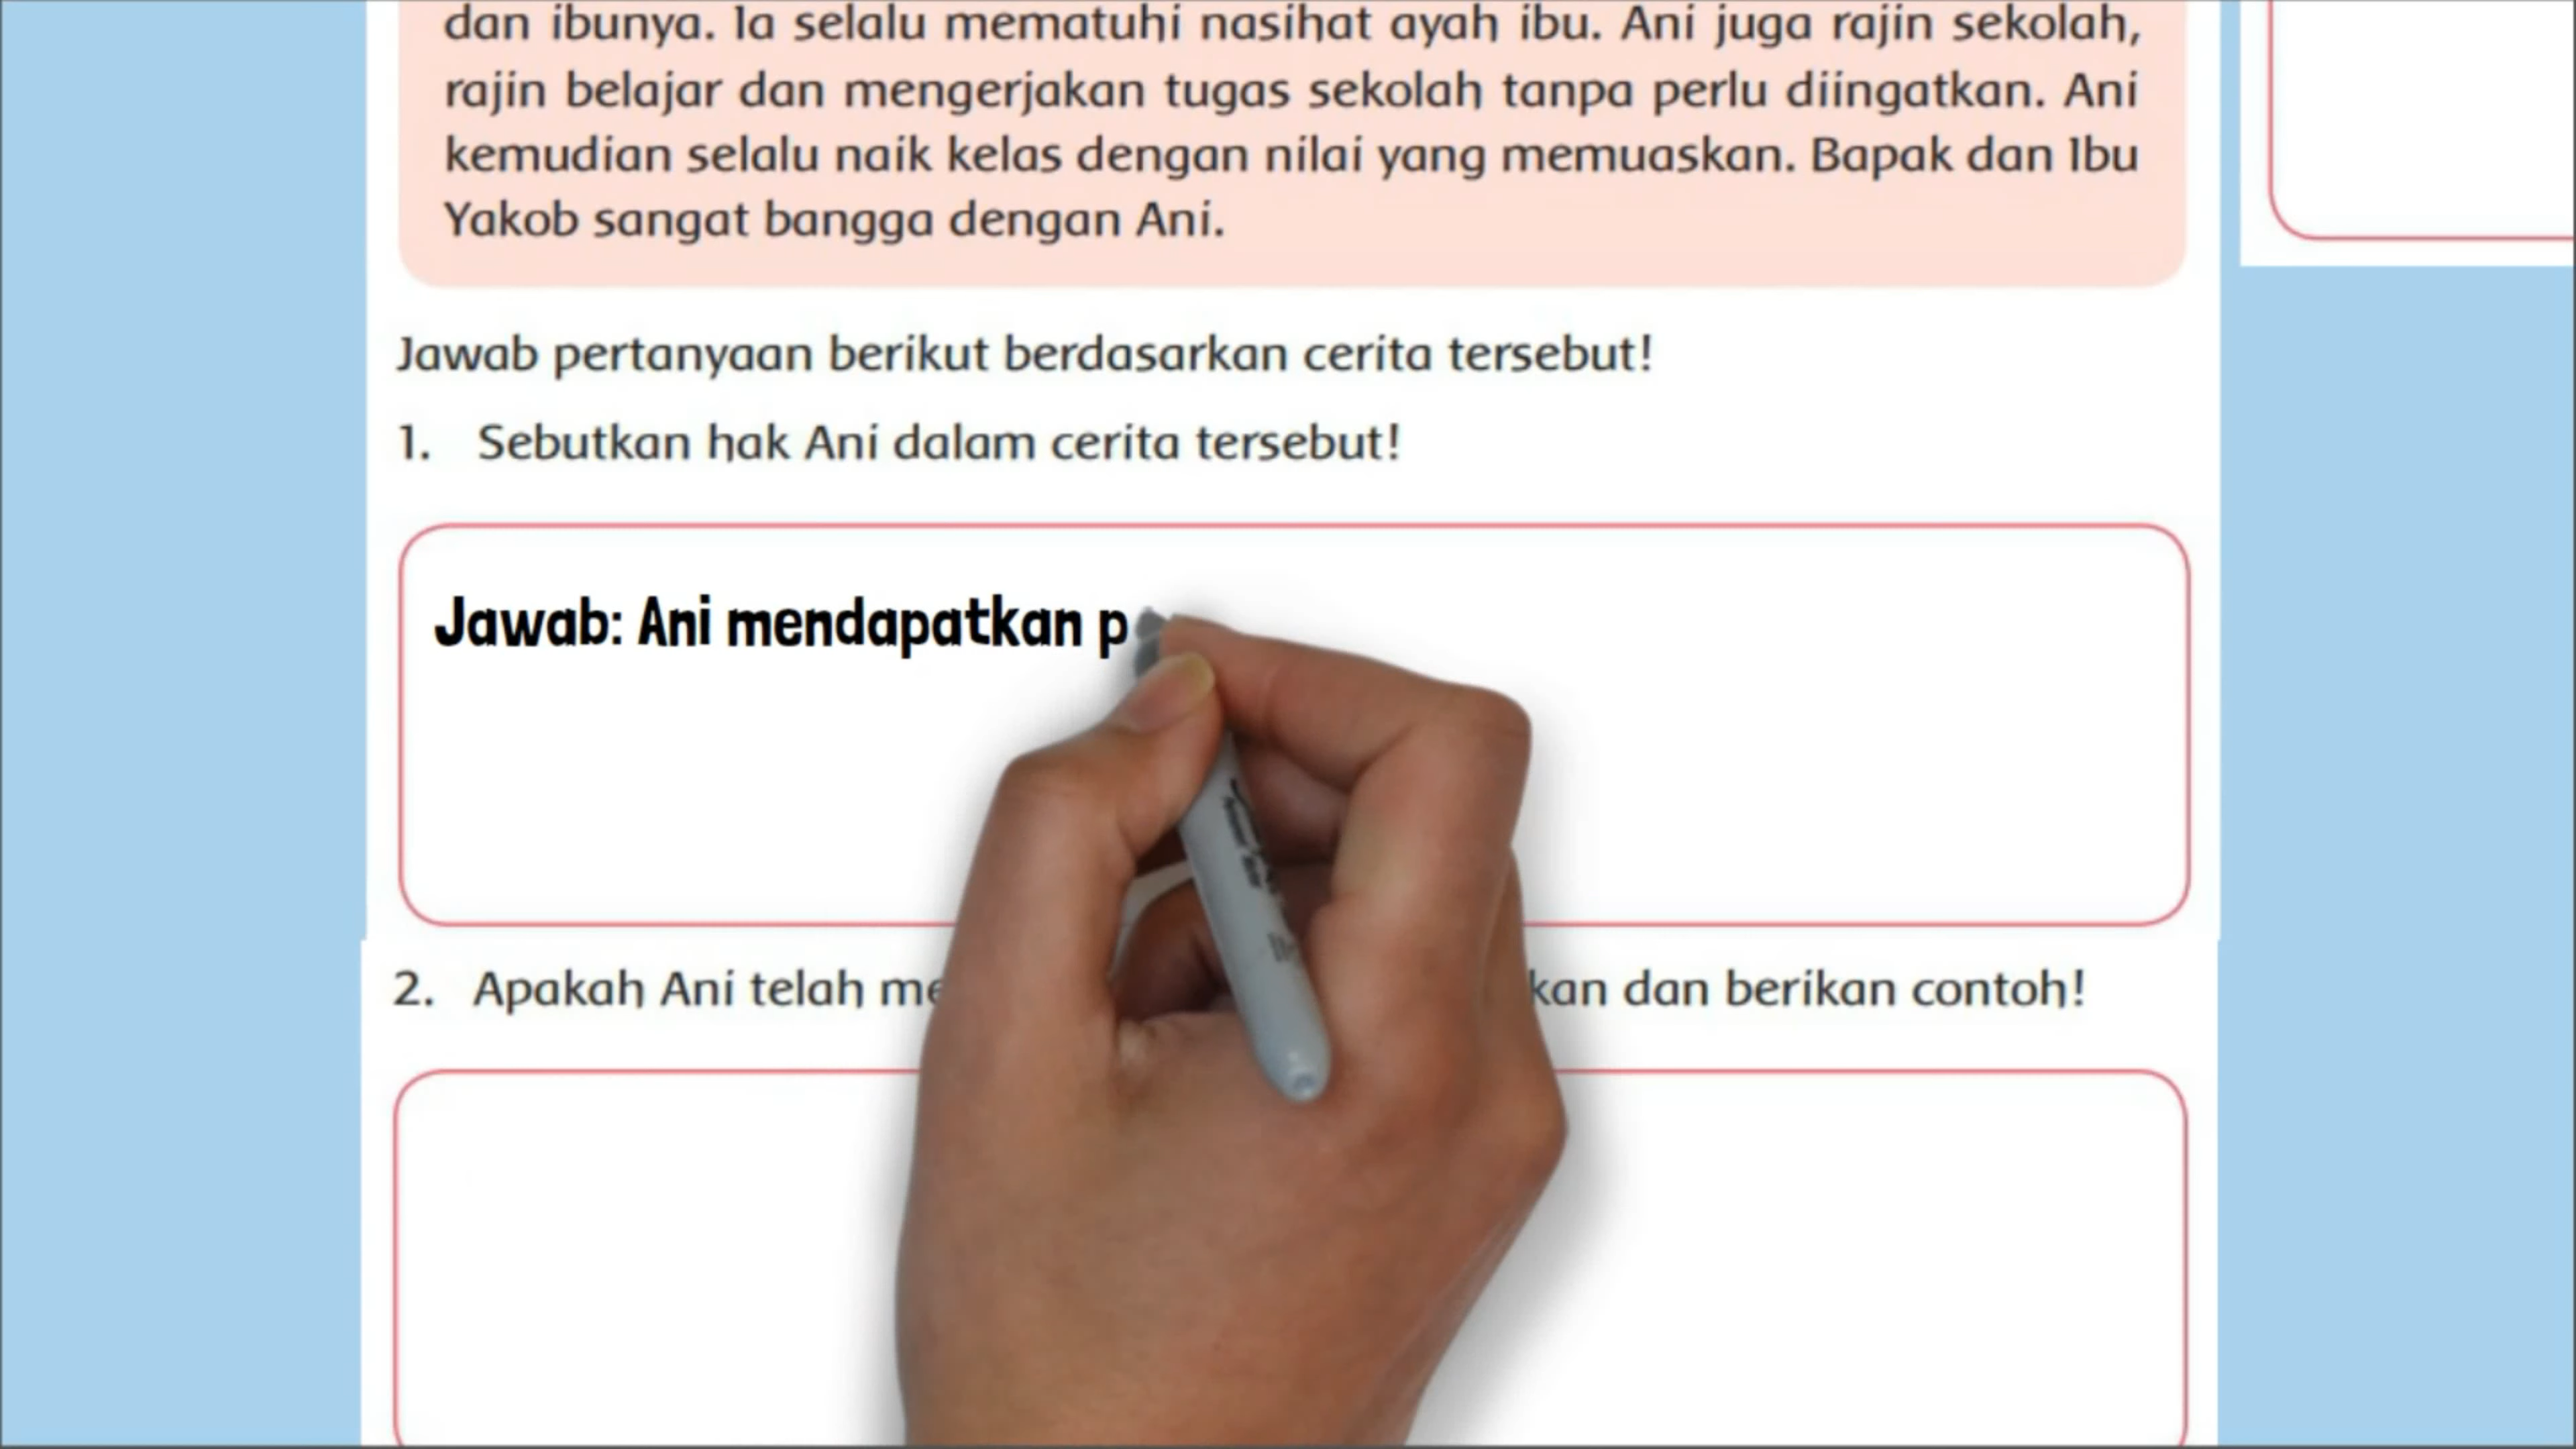 dan ibunya. Ia selalu mematuhi nasihat ayah ibu. Ani juga rajin sekolah,
rajin belajar dan mengerjakan tugas sekolah tanpa perlu diingatkan. Ani
kemudian selalu naik kelas dengan nilai yang memuaskan. Bapak dan Ibu
Yakob sangat bangga dengan Ani.
Jawab pertanyaan berikut berdasarkan cerita tersebut!
1. Sebutkan hak Ani dalam cerita tersebut!
Jawab: Ani mendapatkan p
2. Apakah Ani telah me kan dan berikan contoh!